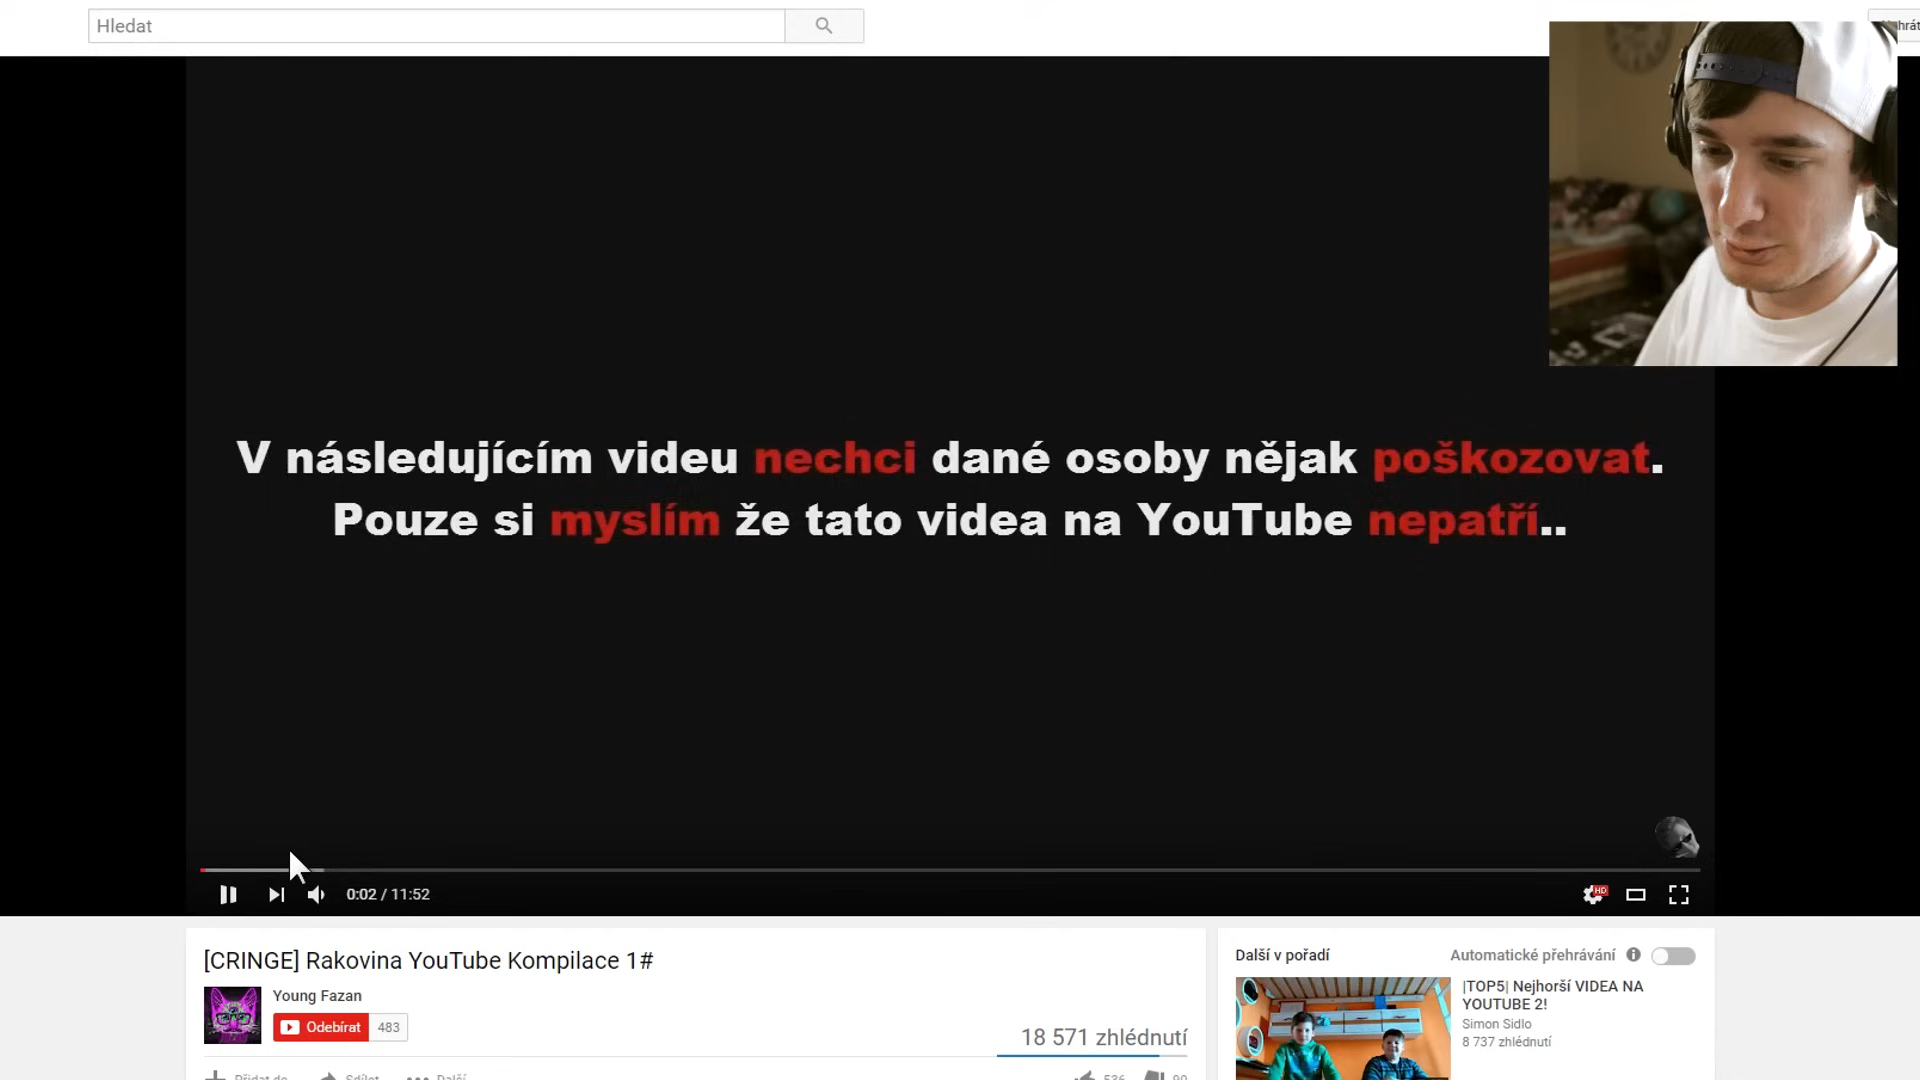 Hledat
V následujícím videu nechci dané osoby nějak poškozovat.
Pouze si myslím že tato videa na YouTube nepatří..
0:02 / 11:52
HD
[CRINGE] Rakovina YouTube Kompilace 1#
Young Fazan
Odebírat 483
18 571 zhlédnutí
Další v pořadí
Automatické přehrávání
|TOP5| Nejhorší VIDEA NA
YOUTUBE 2!
Simon Sidlo
8 737 zhlédnutí